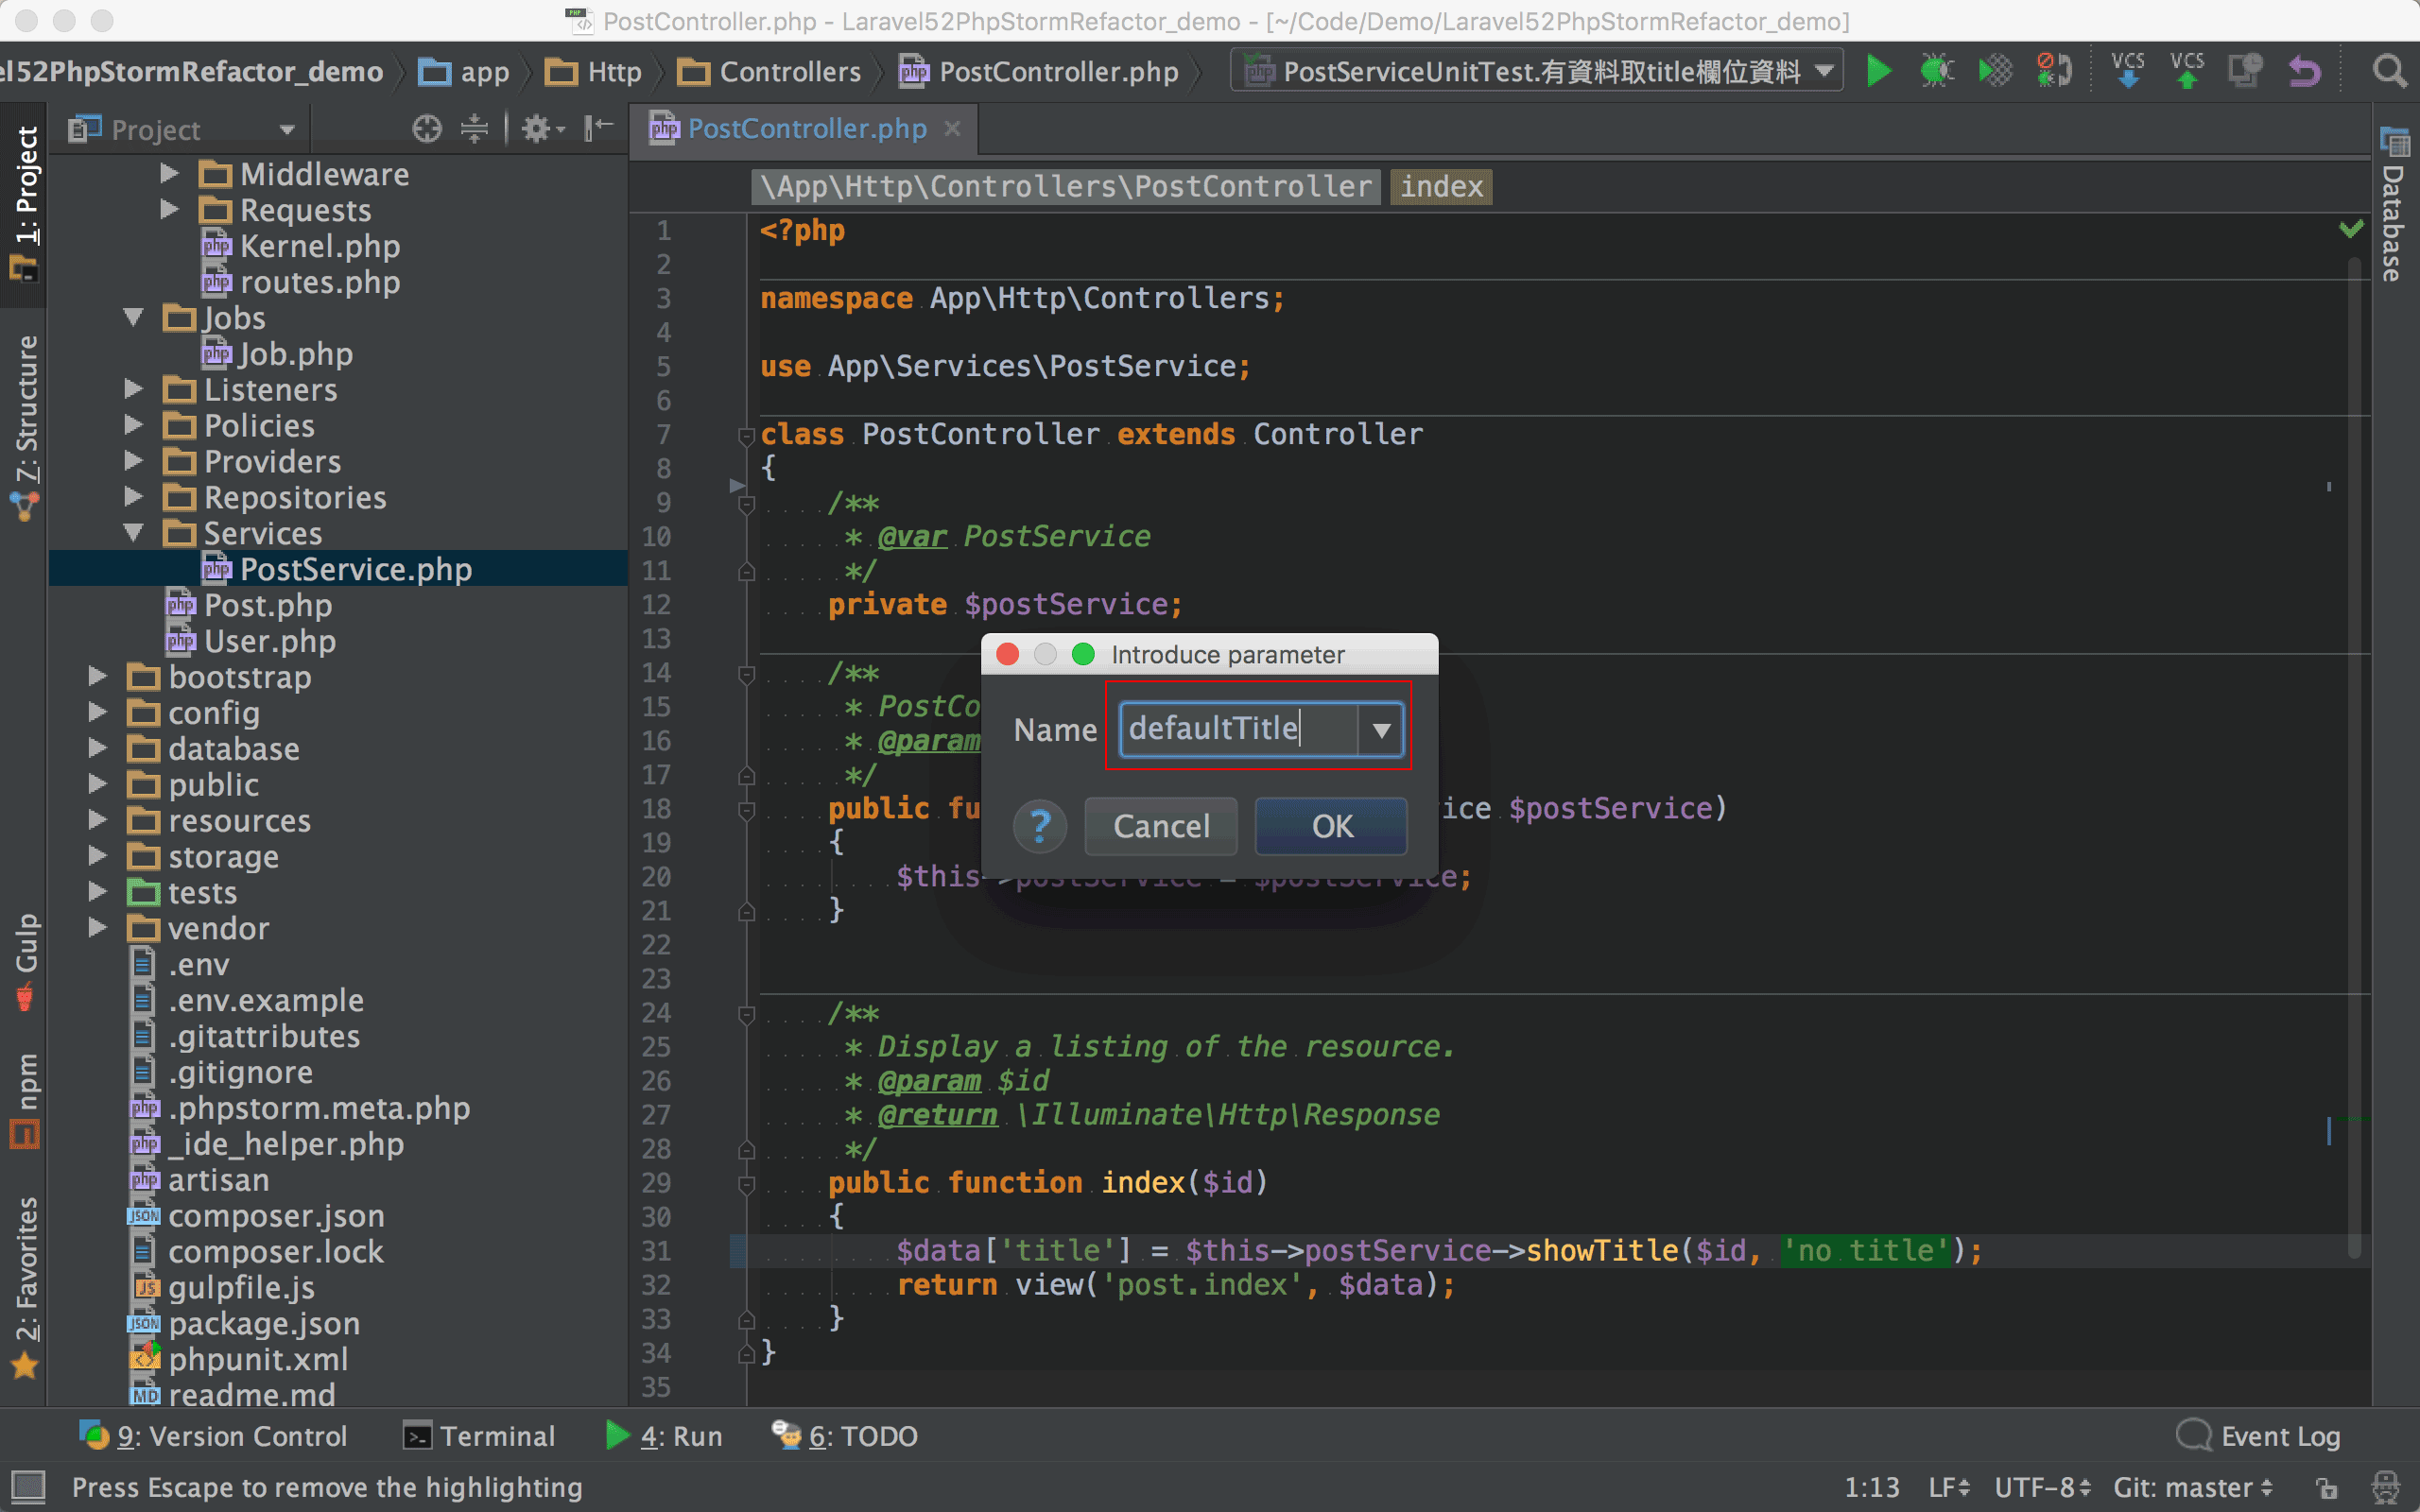 PostController.php - Laravel52PhpStormRefactor_demo - [~/Code/Demo/Laravel52PhpStormRefactor_demo]
el52PhpStormRefactor_demo app Http Controllers PostController.php PostServiceUnitTest.有資料取title欄位資料 VCS VCS
1: Project
7: Structure
Gulp
npm
2: Favorites
Project
Middleware
Requests
Kernel.php
routes.php
Jobs
Job.php
Listeners
Policies
Providers
Repositories
Services
PostService.php
Post.php
User.php
bootstrap
config
database
public
resources
storage
tests
vendor
.env
.env.example
.gitattributes
.gitignore
.phpstorm.meta.php
_ide_helper.php
artisan
composer.json
composer.lock
gulpfile.js
package.json
phpunit.xml
readme.md
PostController.php
\App\Http\Controllers\PostController index
1 <?php
2
3 namespace App\Http\Controllers;
4
5 use App\Services\PostService;
6
7 class PostController extends Controller
8 {
9 /**
10 * @var PostService
11 */
12 private $postService;
13
14 /**
15 * PostCo
16 * @param
17 */
18 public fu ice $postService)
19 {
20 $this->postService = $postService;
21 }
22
23
24 /**
25 * Display a listing of the resource.
26 * @param $id
27 * @return \Illuminate\Http\Response
28 */
29 public function index($id)
30 {
31 $data['title'] = $this->postService->showTitle($id, 'no title');
32 return view('post.index', $data);
33 }
34 }
35
Introduce parameter
Name defaultTitle
? Cancel OK
Database
9: Version Control Terminal 4: Run 6: TODO Event Log
Press Escape to remove the highlighting 1:13 LF UTF-8 Git: master